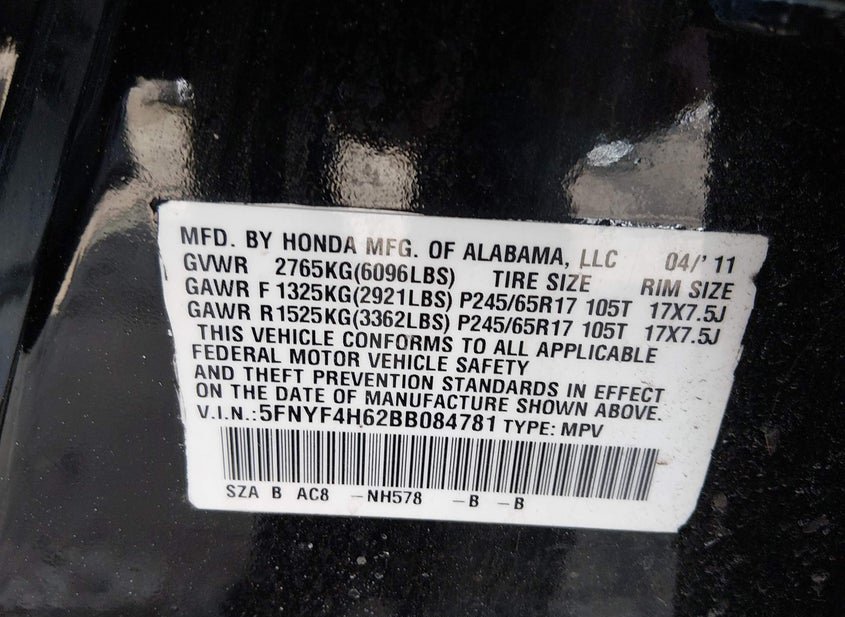 MFD. BY HONDA MFG. OF ALABAMA, LLC 04/'11
GVWR 2765KG(6096LBS) TIRE SIZE RIM SIZE
GAWR F 1325KG(2921LBS) P245/65R17 105T 17X7.5J
GAWR R 1525KG(3362LBS) P245/65R17 105T 17X7.5J
THIS VEHICLE CONFORMS TO ALL APPLICABLE
FEDERAL MOTOR VEHICLE SAFETY
AND THEFT PREVENTION STANDARDS IN EFFECT
ON THE DATE OF MANUFACTURE SHOWN ABOVE.
V.I.N.: 5FNYF4H62BB084781 TYPE: MPV
SZA B AC8 -NH578 -B -B